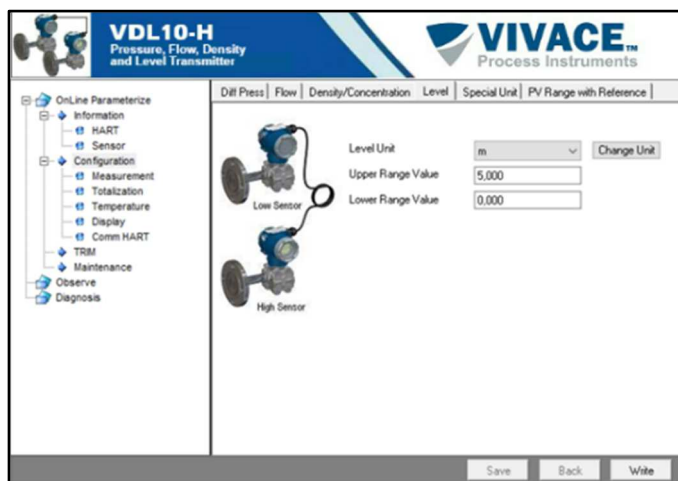 VDL10-H
Pressure, Flow, Density
and Level Transmitter
VIVACE™
Process Instruments
OnLine Parameterize
Information
HART
Sensor
Configuration
Measurement
Totalization
Temperature
Display
Comm HART
TRIM
Maintenance
Observe
Diagnosis
Diff Press Flow Density/Concentration Level Special Unit PV Range with Reference
Low Sensor
High Sensor
Level Unit m Change Unit
Upper Range Value 5,000
Lower Range Value 0,000
Save Back Write